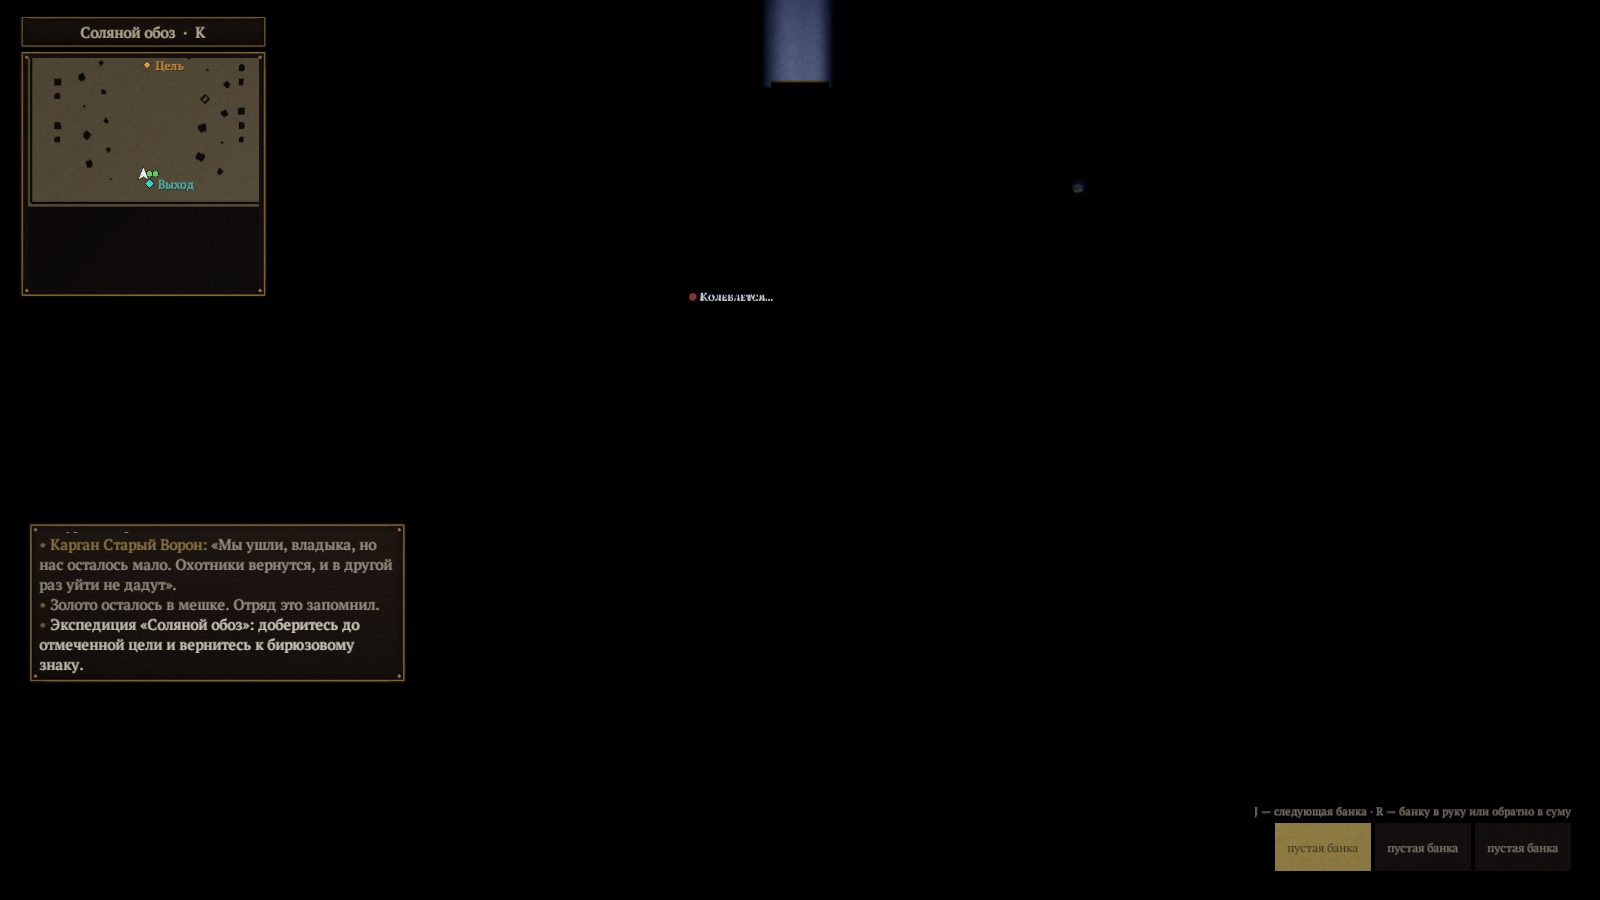 Соляной обоз · К
Цель
Выход
Колеблется...
• Карган Старый Ворон: «Мы ушли, владыка, но
нас осталось мало. Охотники вернутся, и в другой
раз уйти не дадут».
• Золото осталось в мешке. Отряд это запомнил.
• Экспедиция «Соляной обоз»: доберитесь до
отмеченной цели и вернитесь к бирюзовому
знаку.
J — следующая банка · R — банку в руку или обратно в суму
пустая банка
пустая банка
пустая банка